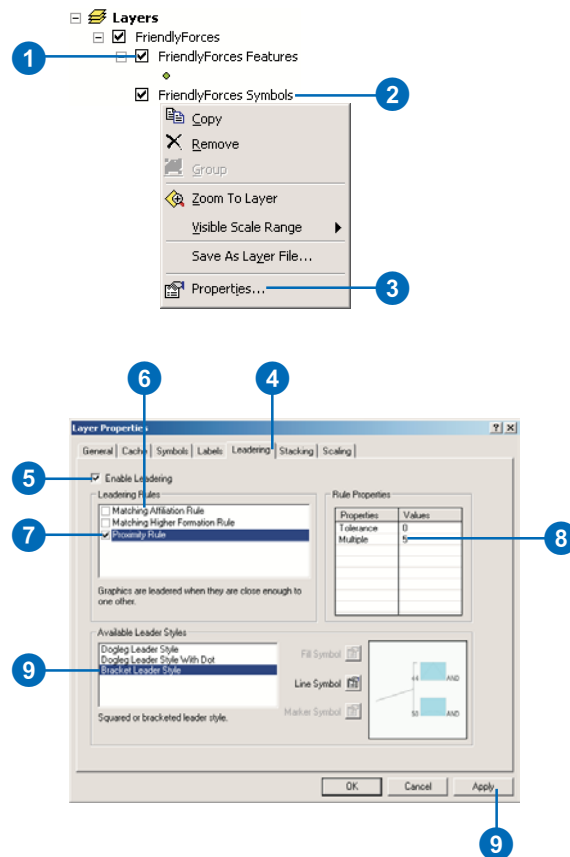 Layers
FriendlyForces
1
FriendlyForces Features
FriendlyForces Symbols
2
Copy
Remove
Group
Zoom To Layer
Visible Scale Range
Save As Layer File...
Properties...
3
6
4
Layer Properties
General Cache Symbols Labels Leadering Stacking Scaling
5
Enable Leadering
Leadering Rules
Matching Affiliation Rule
Matching Higher Formation Rule
7
Proximity Rule
Graphics are leadered when they are close enough to
one other.
Rule Properties
Properties Values
Tolerance 0
Multiple 5
8
Available Leader Styles
Dogleg Leader Style
Dogleg Leader Style With Dot
9
Bracket Leader Style
Squared or bracketed leader style.
Fill Symbol
Line Symbol
Marker Symbol
44 AND
53 AND
OK Cancel Apply
9